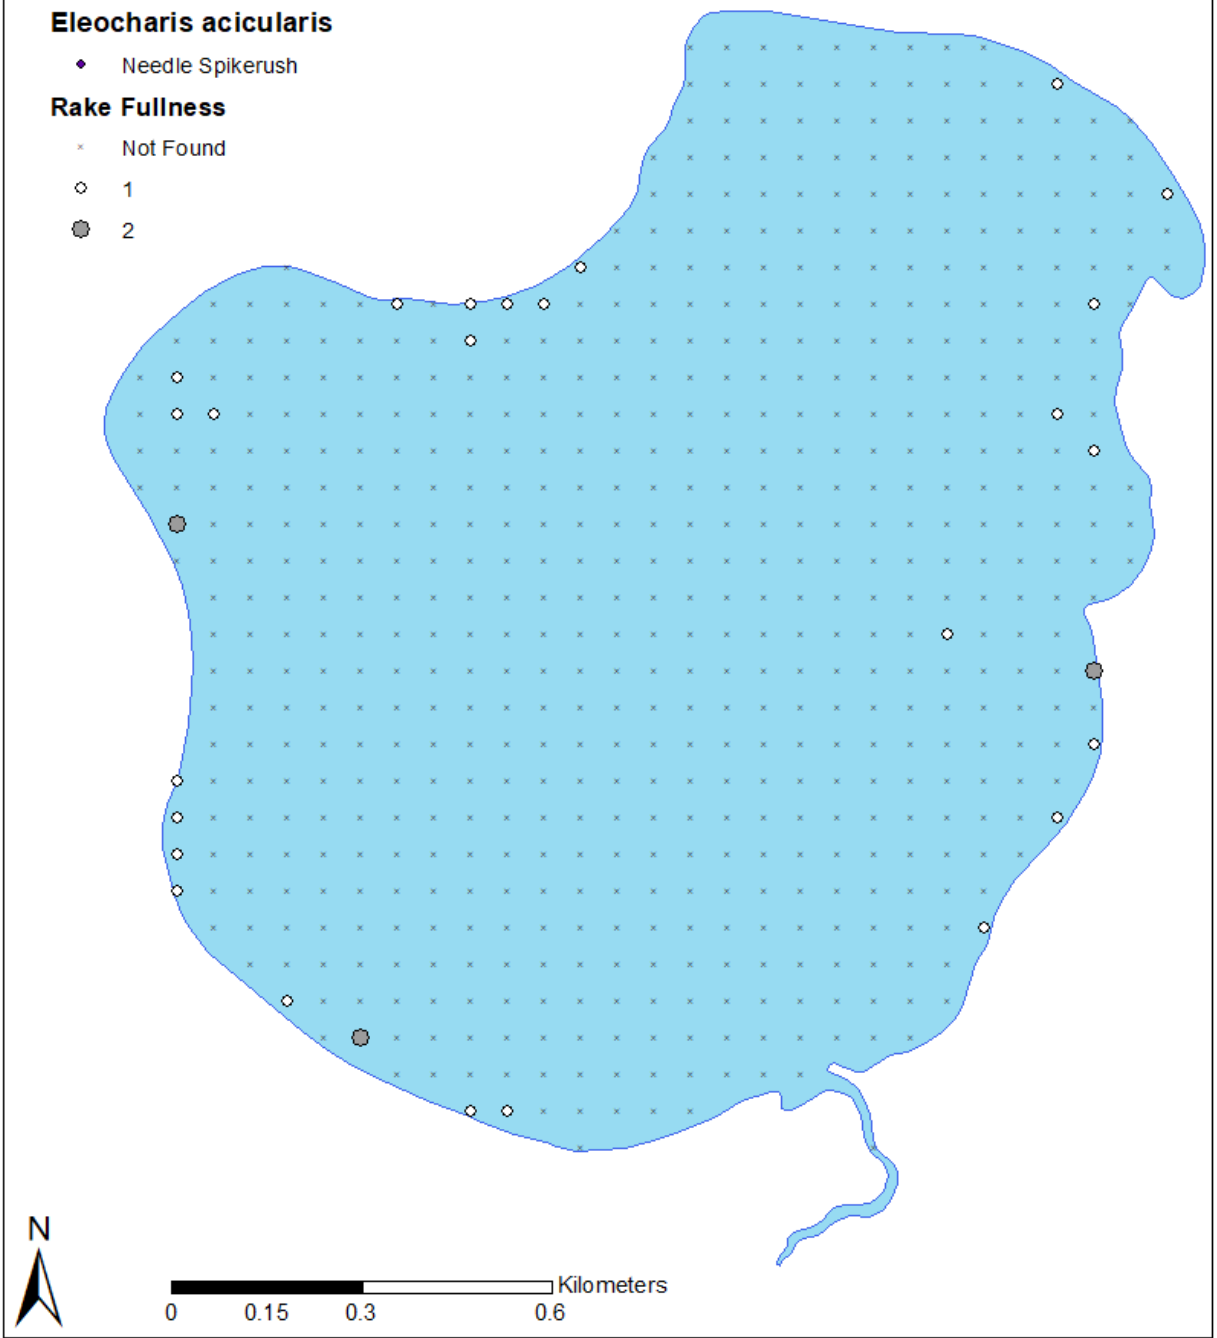 Eleocharis acicularis
Needle Spikerush
Rake Fullness
Not Found
1
2
N
Kilometers
0 0.15 0.3 0.6